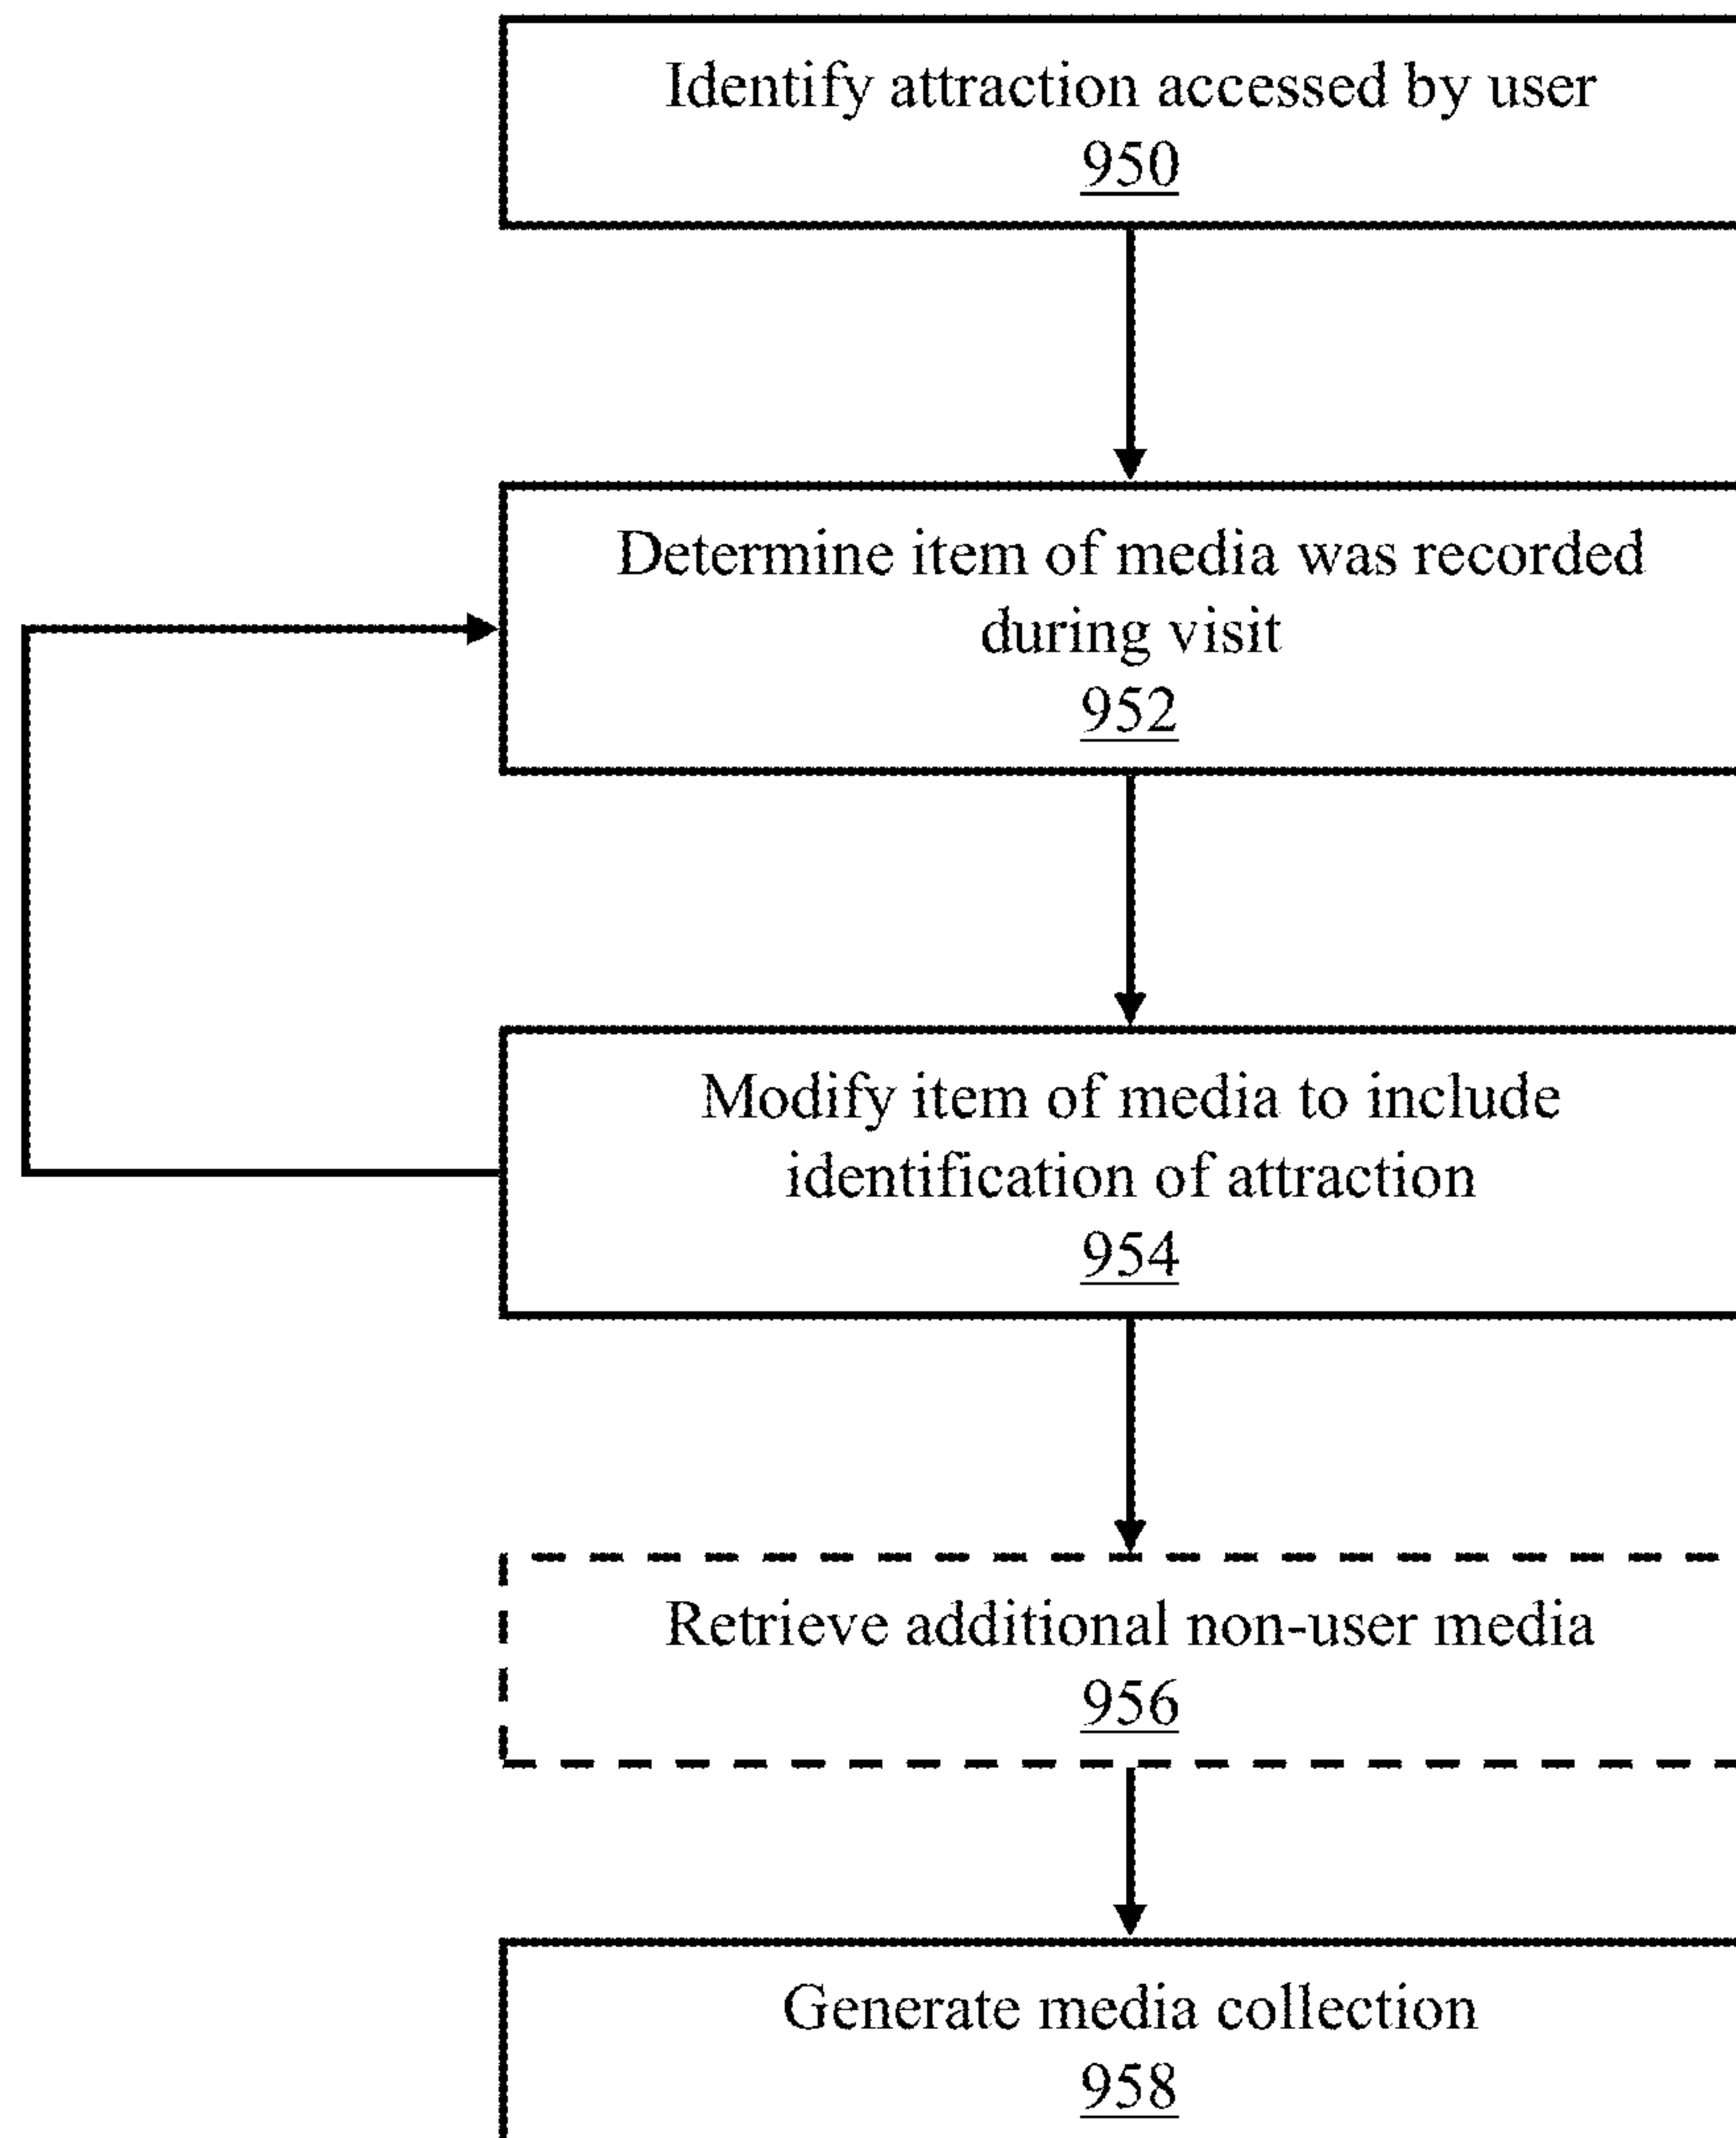 Identify attraction accessed by user
950
Determine item of media was recorded
during visit
952
Modify item of media to include
identification of attraction
954
Retrieve additional non-user media
956
Generate media collection
958